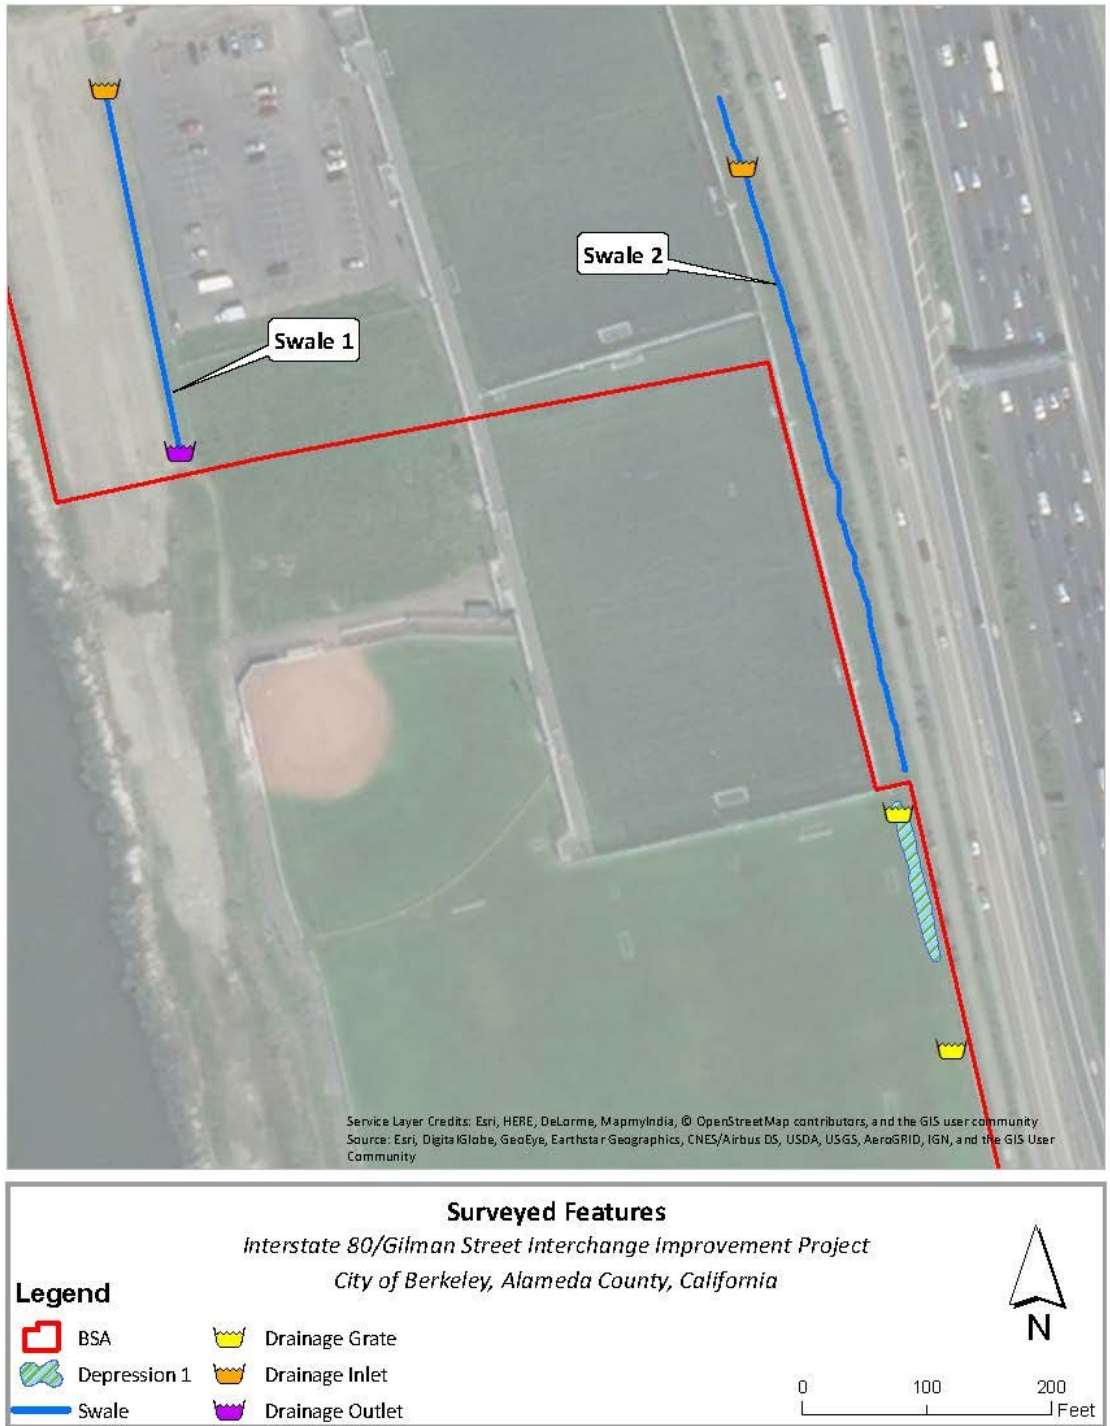 Swale 2
Swale 1
Service Layer Credits: Esri, HERE, DeLorme, MapmyIndia, © OpenStreetMap contributors, and the GIS user community
Source: Esri, DigitalGlobe, GeoEye, Earthstar Geographics, CNES/Airbus DS, USDA, USGS, AeroGRID, IGN, and the GIS User
Community
Surveyed Features
Interstate 80/Gilman Street Interchange Improvement Project
City of Berkeley, Alameda County, California
Legend
BSA
Depression 1
Swale
Drainage Grate
Drainage Inlet
Drainage Outlet
N
0 100 200
Feet